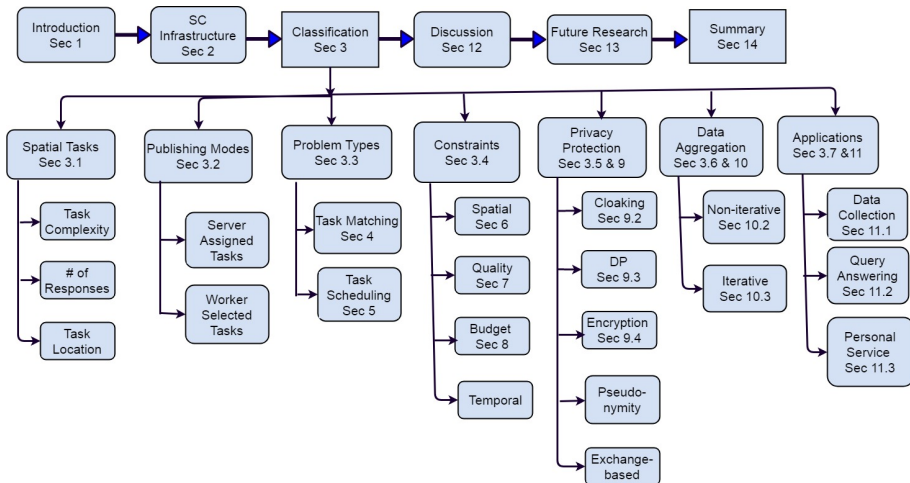 Introduction
Sec 1
SC
Infrastructure
Sec 2
Classification
Sec 3
Discussion
Sec 12
Future Research
Sec 13
Summary
Sec 14
Spatial Tasks
Sec 3.1
Publishing Modes
Sec 3.2
Problem Types
Sec 3.3
Constraints
Sec 3.4
Privacy
Protection
Sec 3.5 & 9
Data
Aggregation
Sec 3.6 & 10
Applications
Sec 3.7 &11
Task
Complexity
# of
Responses
Task
Location
Server
Assigned
Tasks
Worker
Selected
Tasks
Task Matching
Sec 4
Task
Scheduling
Sec 5
Spatial
Sec 6
Quality
Sec 7
Budget
Sec 8
Temporal
Cloaking
Sec 9.2
DP
Sec 9.3
Encryption
Sec 9.4
Pseudo-
nymity
Exchange-
based
Non-iterative
Sec 10.2
Iterative
Sec 10.3
Data
Collection
Sec 11.1
Query
Answering
Sec 11.2
Personal
Service
Sec 11.3